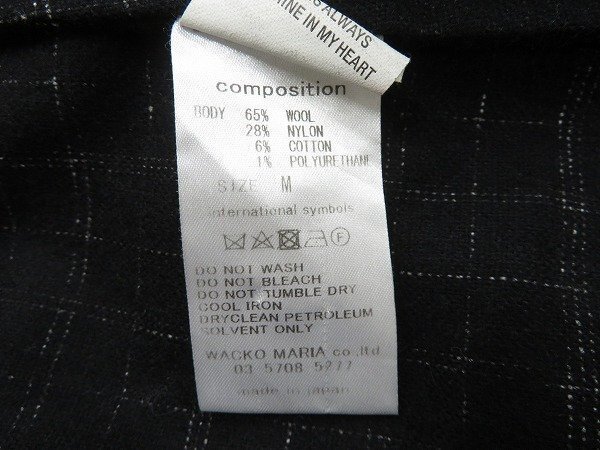 ALWAYS
MINE IN MY HEART
composition
BODY 65% WOOL
28% NYLON
6% COTTON
1% POLYURETHANE
SIZE M
international symbols
F
DO NOT WASH
DO NOT BLEACH
DO NOT TUMBLE DRY
COOL IRON
DRYCLEAN PETROLEUM
SOLVENT ONLY
WACKO MARIA co.ltd
03 5708 5277
made in japan